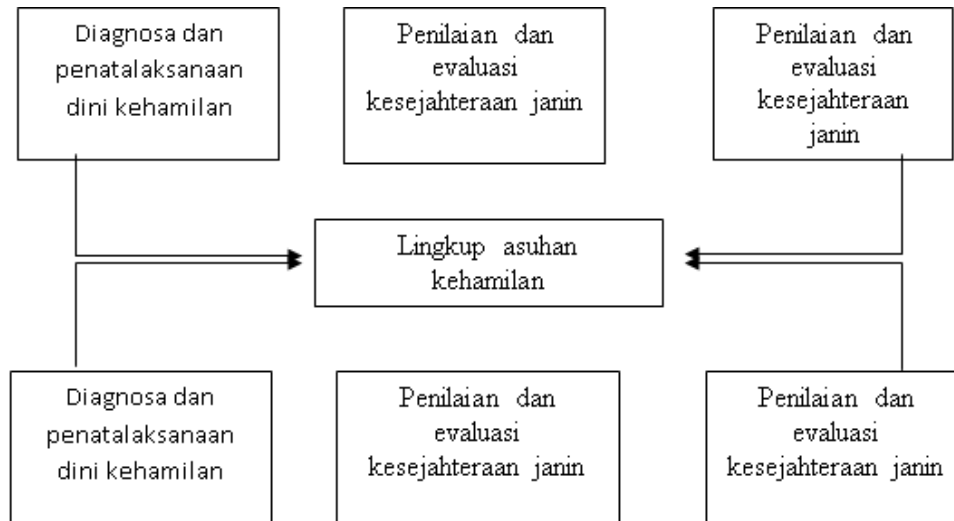 Diagnosa dan
penatalaksanaan
dini kehamilan
Penilaian dan
evaluasi
kesejahteraan janin
Penilaian dan
evaluasi
kesejahteraan
janin
Lingkup asuhan
kehamilan
Diagnosa dan
penatalaksanaan
dini kehamilan
Penilaian dan
evaluasi
kesejahteraan janin
Penilaian dan
evaluasi
kesejahteraan janin